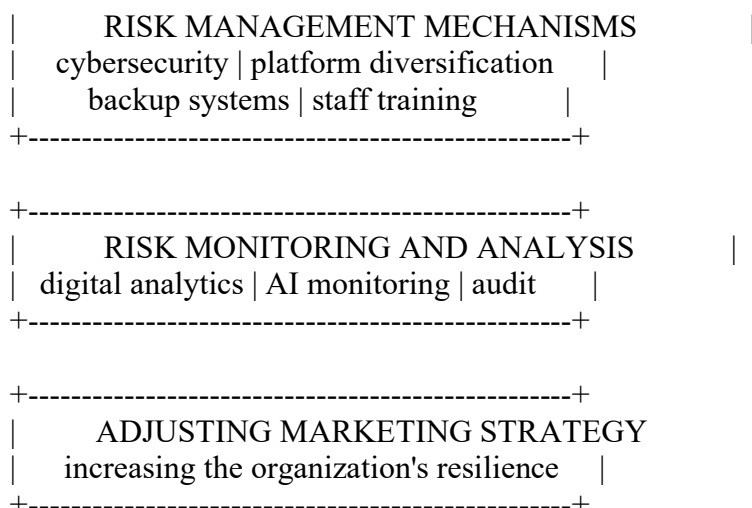 | RISK MANAGEMENT MECHANISMS |
| cybersecurity | platform diversification |
| backup systems | staff training |
+---------------------------------------------------+
+---------------------------------------------------+
| RISK MONITORING AND ANALYSIS |
| digital analytics | AI monitoring | audit |
+---------------------------------------------------+
+---------------------------------------------------+
| ADJUSTING MARKETING STRATEGY
| increasing the organization's resilience |
+---------------------------------------------------+